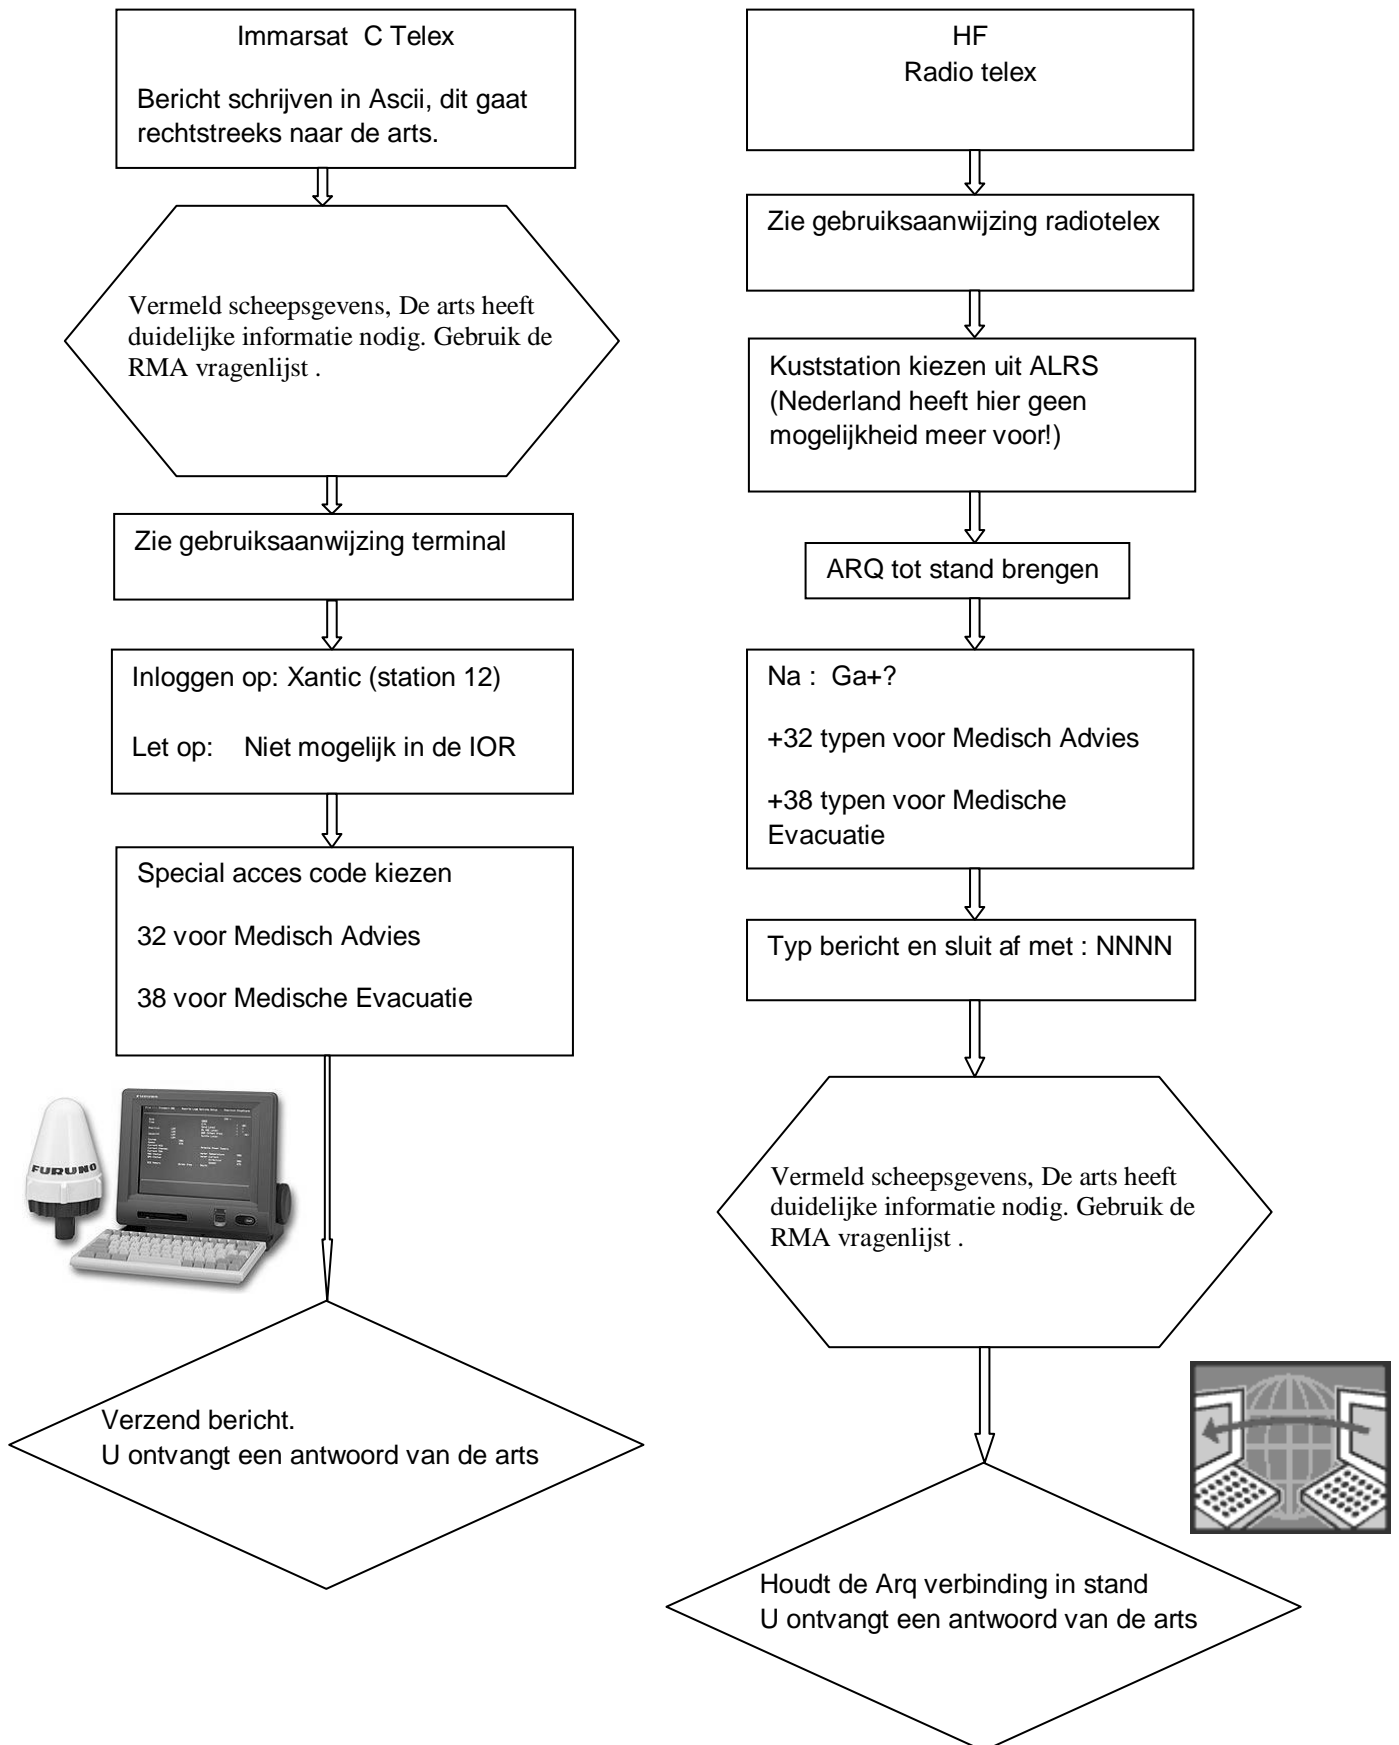 Immarsat  C Telex
Bericht schrijven in Ascii, dit gaat
rechtstreeks naar de arts.
Vermeld scheepsgevens, De arts heeft
duidelijke informatie nodig. Gebruik de
RMA vragenlijst .
Zie gebruiksaanwijzing terminal
Inloggen op: Xantic (station 12)
Let op:    Niet mogelijk in de IOR
Special acces code kiezen
32 voor Medisch Advies
38 voor Medische Evacuatie
FURUNO
Verzend bericht.
U ontvangt een antwoord van de arts
HF
Radio telex
Zie gebruiksaanwijzing radiotelex
Kuststation kiezen uit ALRS
(Nederland heeft hier geen
mogelijkheid meer voor!)
ARQ tot stand brengen
Na :  Ga+?
+32 typen voor Medisch Advies
+38 typen voor Medische
Evacuatie
Typ bericht en sluit af met : NNNN
Vermeld scheepsgevens, De arts heeft
duidelijke informatie nodig. Gebruik de
RMA vragenlijst .
Houdt de Arq verbinding in stand
U ontvangt een antwoord van de arts